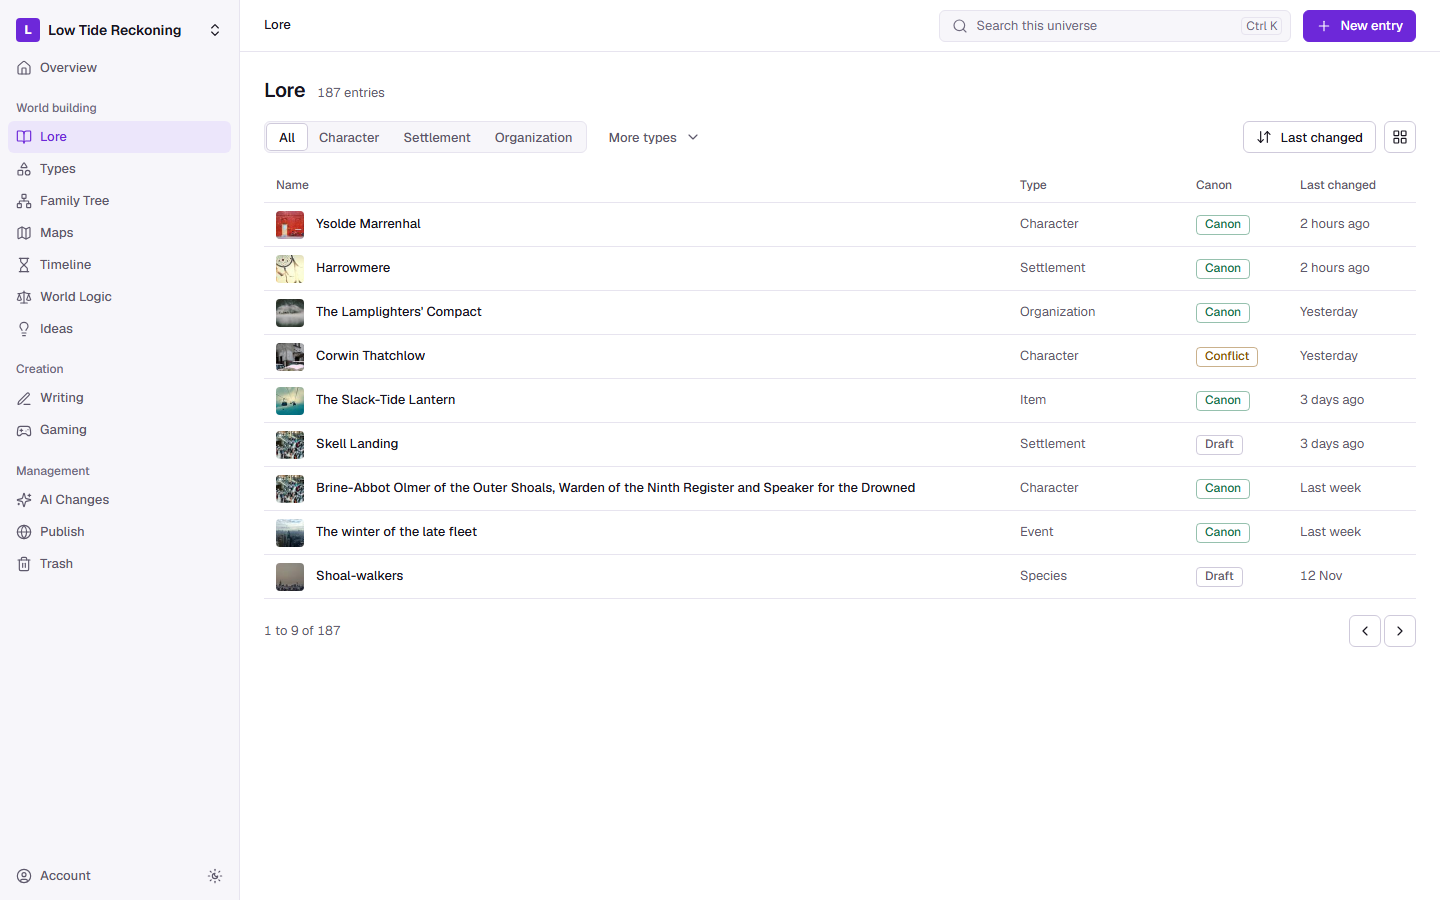 L Low Tide Reckoning
Overview
World building
Lore
Types
Family Tree
Maps
Timeline
World Logic
Ideas
Creation
Writing
Gaming
Management
AI Changes
Publish
Trash
Account
Lore
Search this universe Ctrl K
New entry
Lore 187 entries
All Character Settlement Organization More types
Last changed
Name Type Canon Last changed
Ysolde Marrenhal Character Canon 2 hours ago
Harrowmere Settlement Canon 2 hours ago
The Lamplighters' Compact Organization Canon Yesterday
Corwin Thatchlow Character Conflict Yesterday
The Slack-Tide Lantern Item Canon 3 days ago
Skell Landing Settlement Draft 3 days ago
Brine-Abbot Olmer of the Outer Shoals, Warden of the Ninth Register and Speaker for the Drowned Character Canon Last week
The winter of the late fleet Event Canon Last week
Shoal-walkers Species Draft 12 Nov
1 to 9 of 187